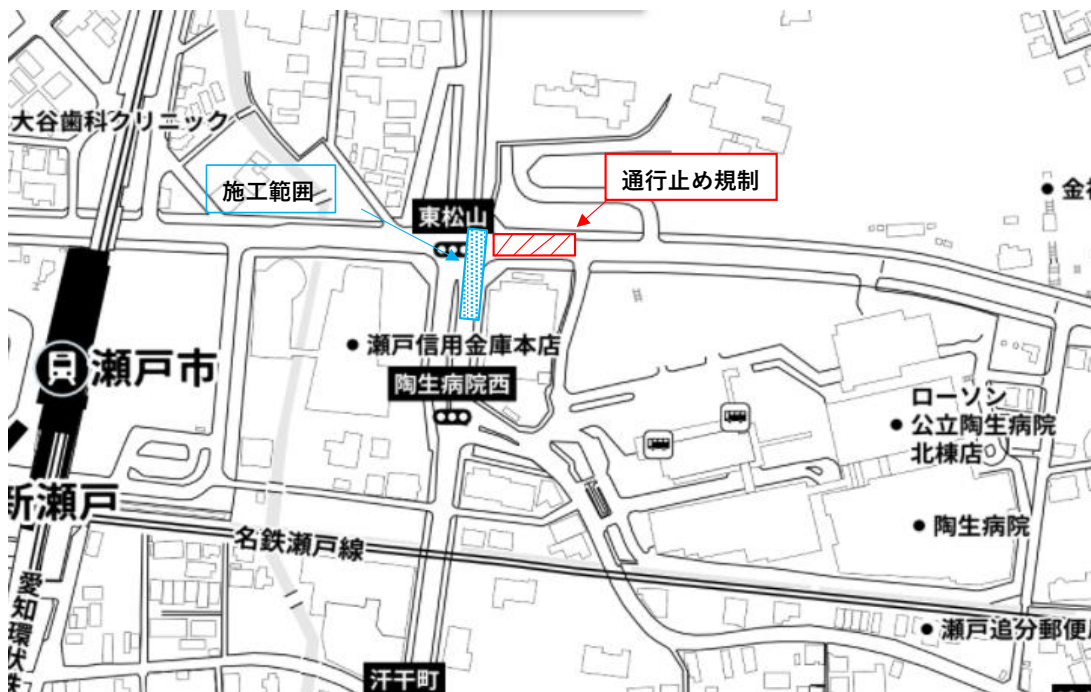 大谷歯科クリニック
施工範囲
通行止め規制
東松山
瀬戸信用金庫本店
瀬戸市
陶生病院西
ローソン
公立陶生病院
北棟店
新瀬戸
陶生病院
名鉄瀬戸線
愛知環状
瀬戸追分郵便
汗干町